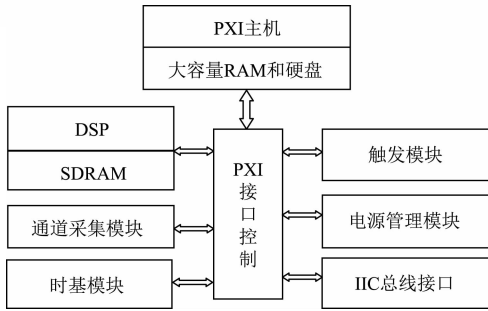 PXI主机
大容量RAM和硬盘
DSP
SDRAM
通道采集模块
时基模块
PXI
接
口
控
制
触发模块
电源管理模块
IIC总线接口